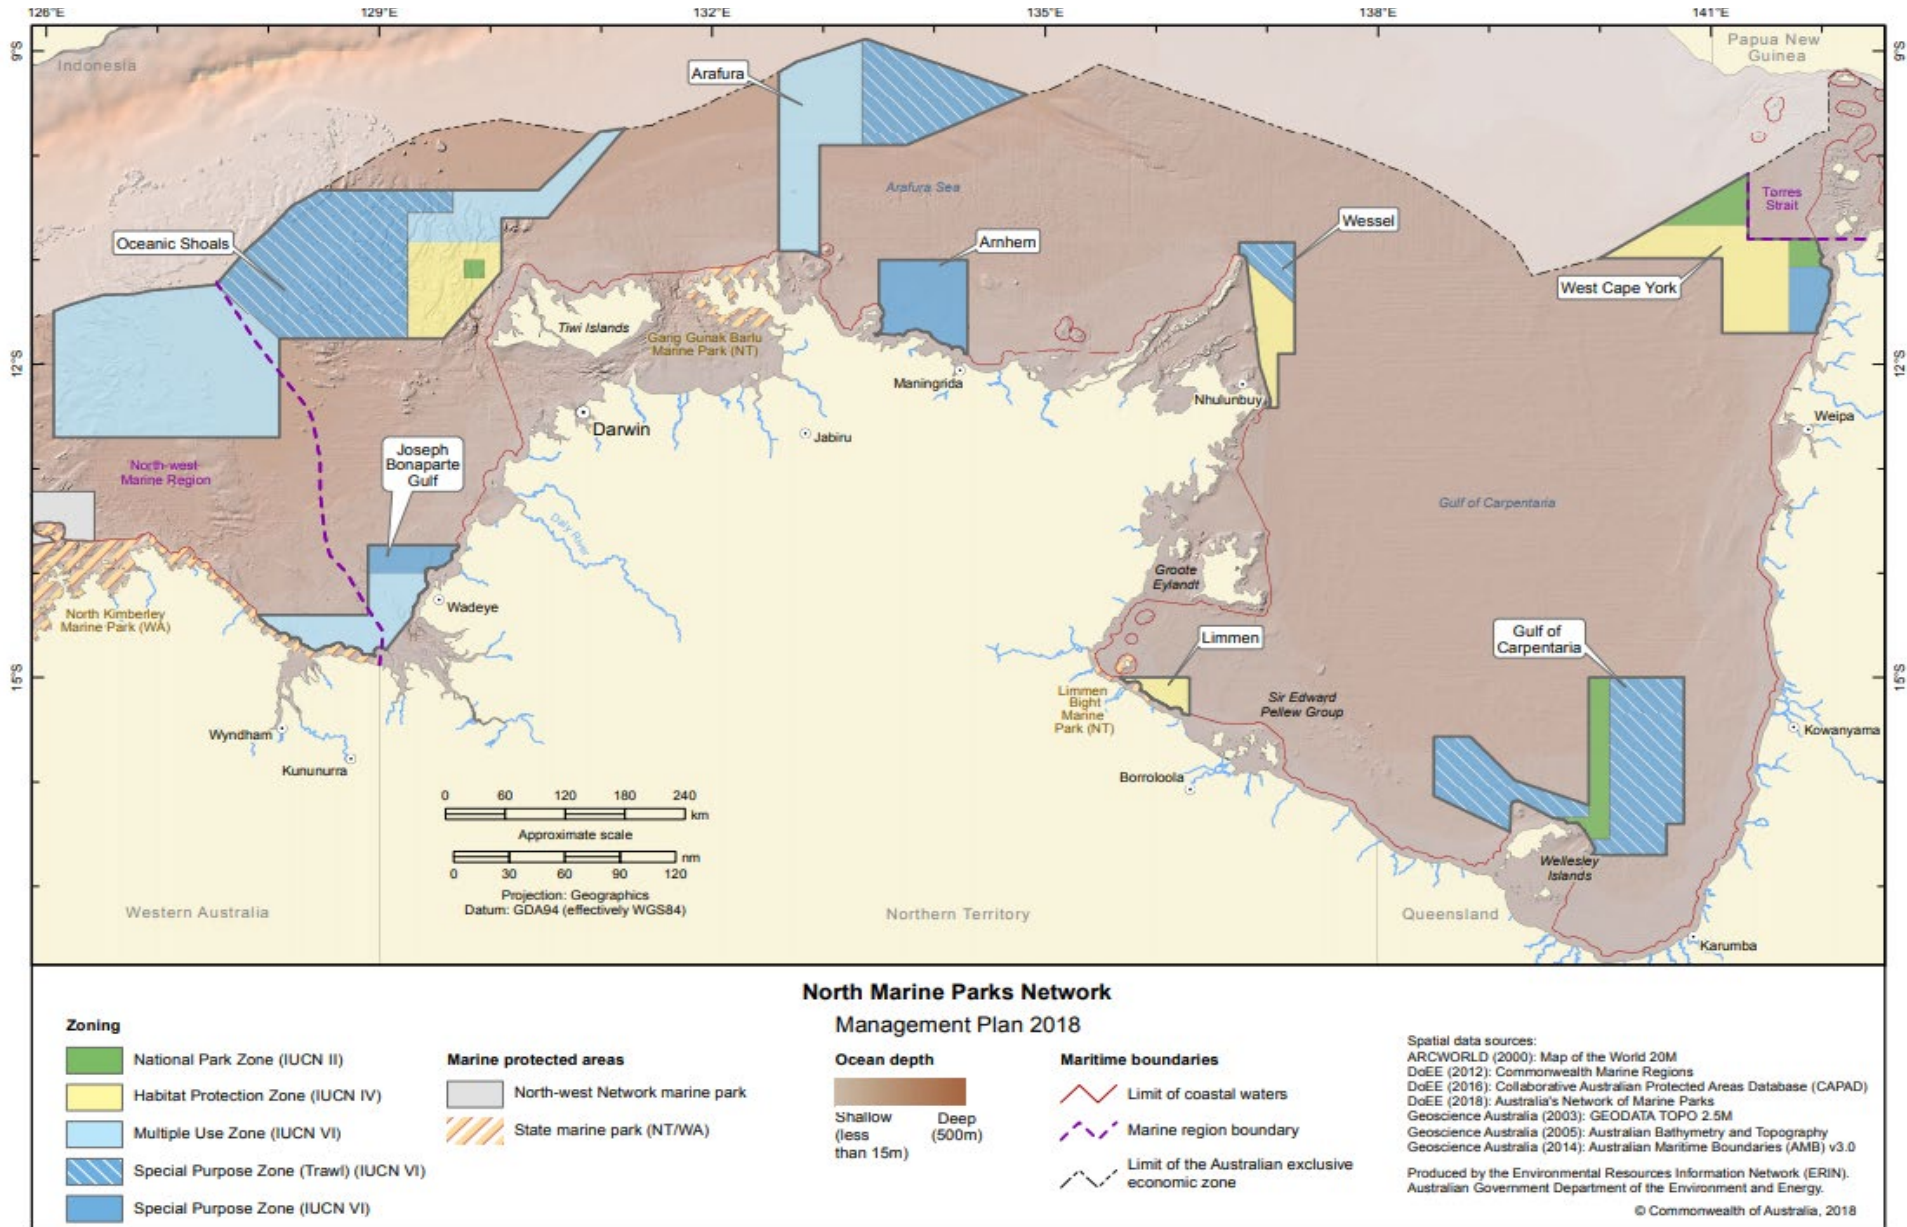 126°E
129°E
132°E
135°E
138°E
141°E
9°S
9°S
Indonesia
Papua New
Guinea
Arafura
Arafura Sea
Torres
Strait
Oceanic Shoals
Arnhem
Wessel
West Cape York
Tiwi Islands
Garig Gunak Barlu
Marine Park (NT)
12°S
12°S
Maningrida
Nhulunbuy
Weipa
Darwin
Jabiru
Joseph
Bonaparte
Gulf
North-west
Marine Region
Gulf of Carpentaria
Daly River
Groote
Eylandt
North Kimberley
Marine Park (WA)
Wadeye
Limmen
Gulf of
Carpentaria
15°S
15°S
Limmen
Bight
Marine
Park (NT)
Sir Edward
Pellew Group
Wyndham
Kowanyama
Kununurra
Borroloola
0 60 120 180 240
km
Approximate scale
nm
0 30 60 90 120
Projection: Geographics
Datum: GDA94 (effectively WGS84)
Wellesley
Islands
Western Australia
Northern Territory
Queensland
Karumba
North Marine Parks Network
Management Plan 2018
Zoning
National Park Zone (IUCN II)
Habitat Protection Zone (IUCN IV)
Multiple Use Zone (IUCN VI)
Special Purpose Zone (Trawl) (IUCN VI)
Special Purpose Zone (IUCN VI)
Marine protected areas
North-west Network marine park
State marine park (NT/WA)
Ocean depth
Shallow
(less
than 15m)
Deep
(500m)
Maritime boundaries
Limit of coastal waters
Marine region boundary
Limit of the Australian exclusive
economic zone
Spatial data sources:
ARCWORLD (2000): Map of the World 20M
DoEE (2012): Commonwealth Marine Regions
DoEE (2016): Collaborative Australian Protected Areas Database (CAPAD)
DoEE (2018): Australia's Network of Marine Parks
Geoscience Australia (2003): GEODATA TOPO 2.5M
Geoscience Australia (2005): Australian Bathymetry and Topography
Geoscience Australia (2014): Australian Maritime Boundaries (AMB) v3.0
Produced by the Environmental Resources Information Network (ERIN).
Australian Government Department of the Environment and Energy.
© Commonwealth of Australia, 2018